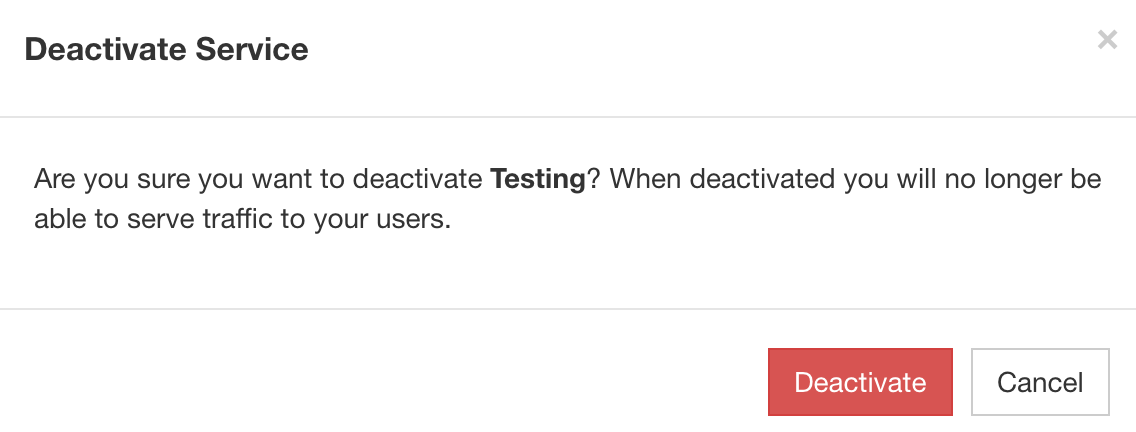 Deactivate Service
×
Are you sure you want to deactivate Testing? When deactivated you will no longer be
able to serve traffic to your users.
Deactivate
Cancel